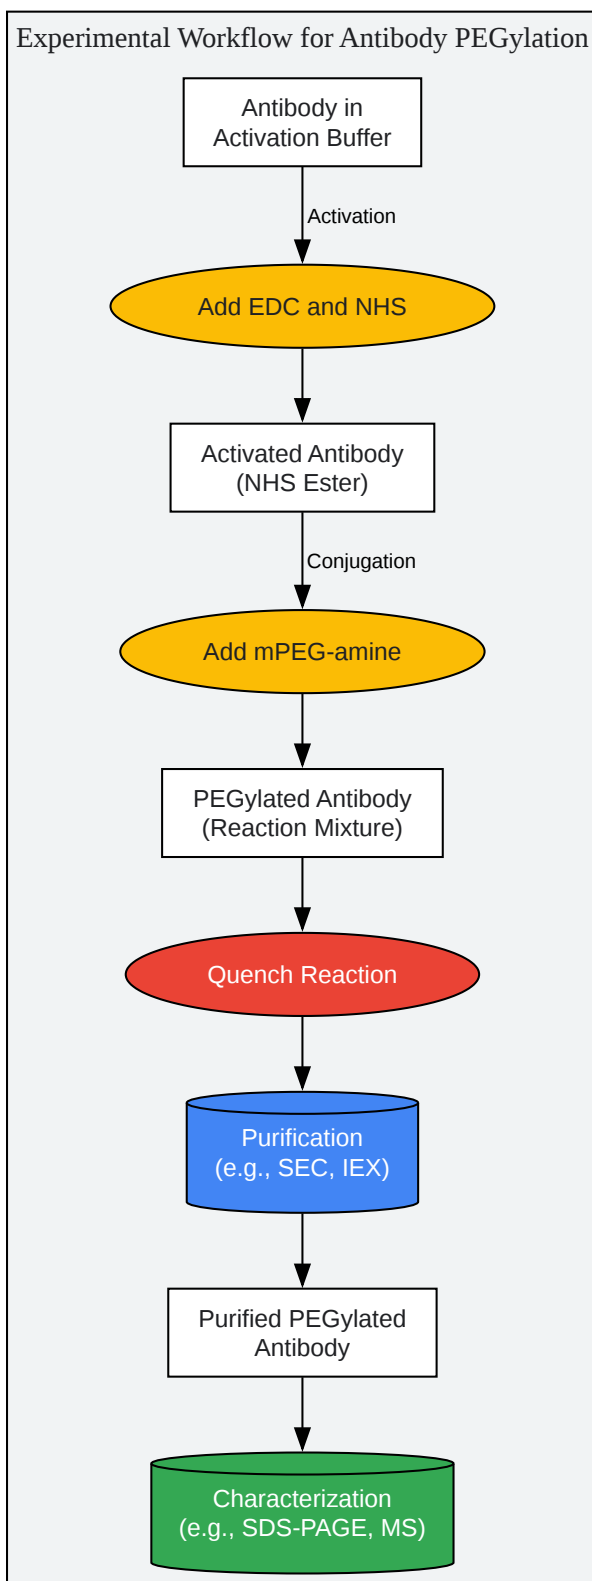 Experimental Workflow for Antibody PEGylation
Antibody in
Activation Buffer
Activation
Add EDC and NHS
Activated Antibody
(NHS Ester)
Conjugation
Add mPEG-amine
PEGylated Antibody
(Reaction Mixture)
Quench Reaction
Purification
(e.g., SEC, IEX)
Purified PEGylated
Antibody
Characterization
(e.g., SDS-PAGE, MS)